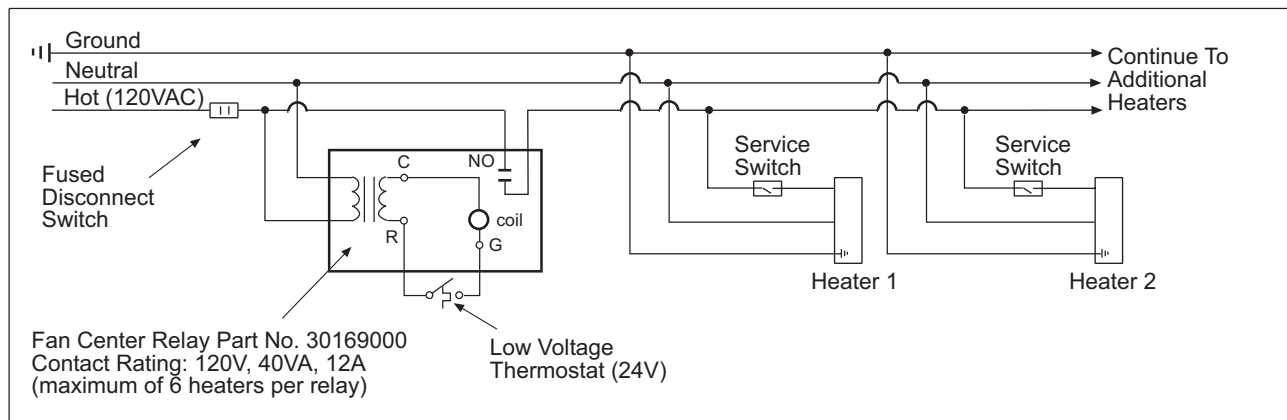 Ground
Neutral
Hot (120VAC)
Continue To
Additional
Heaters
Fused
Disconnect
Switch
C
NO
R
coil
G
Service
Switch
Service
Switch
Heater 1
Heater 2
Fan Center Relay Part No. 30169000
Contact Rating: 120V, 40VA, 12A
(maximum of 6 heaters per relay)
Low Voltage
Thermostat (24V)